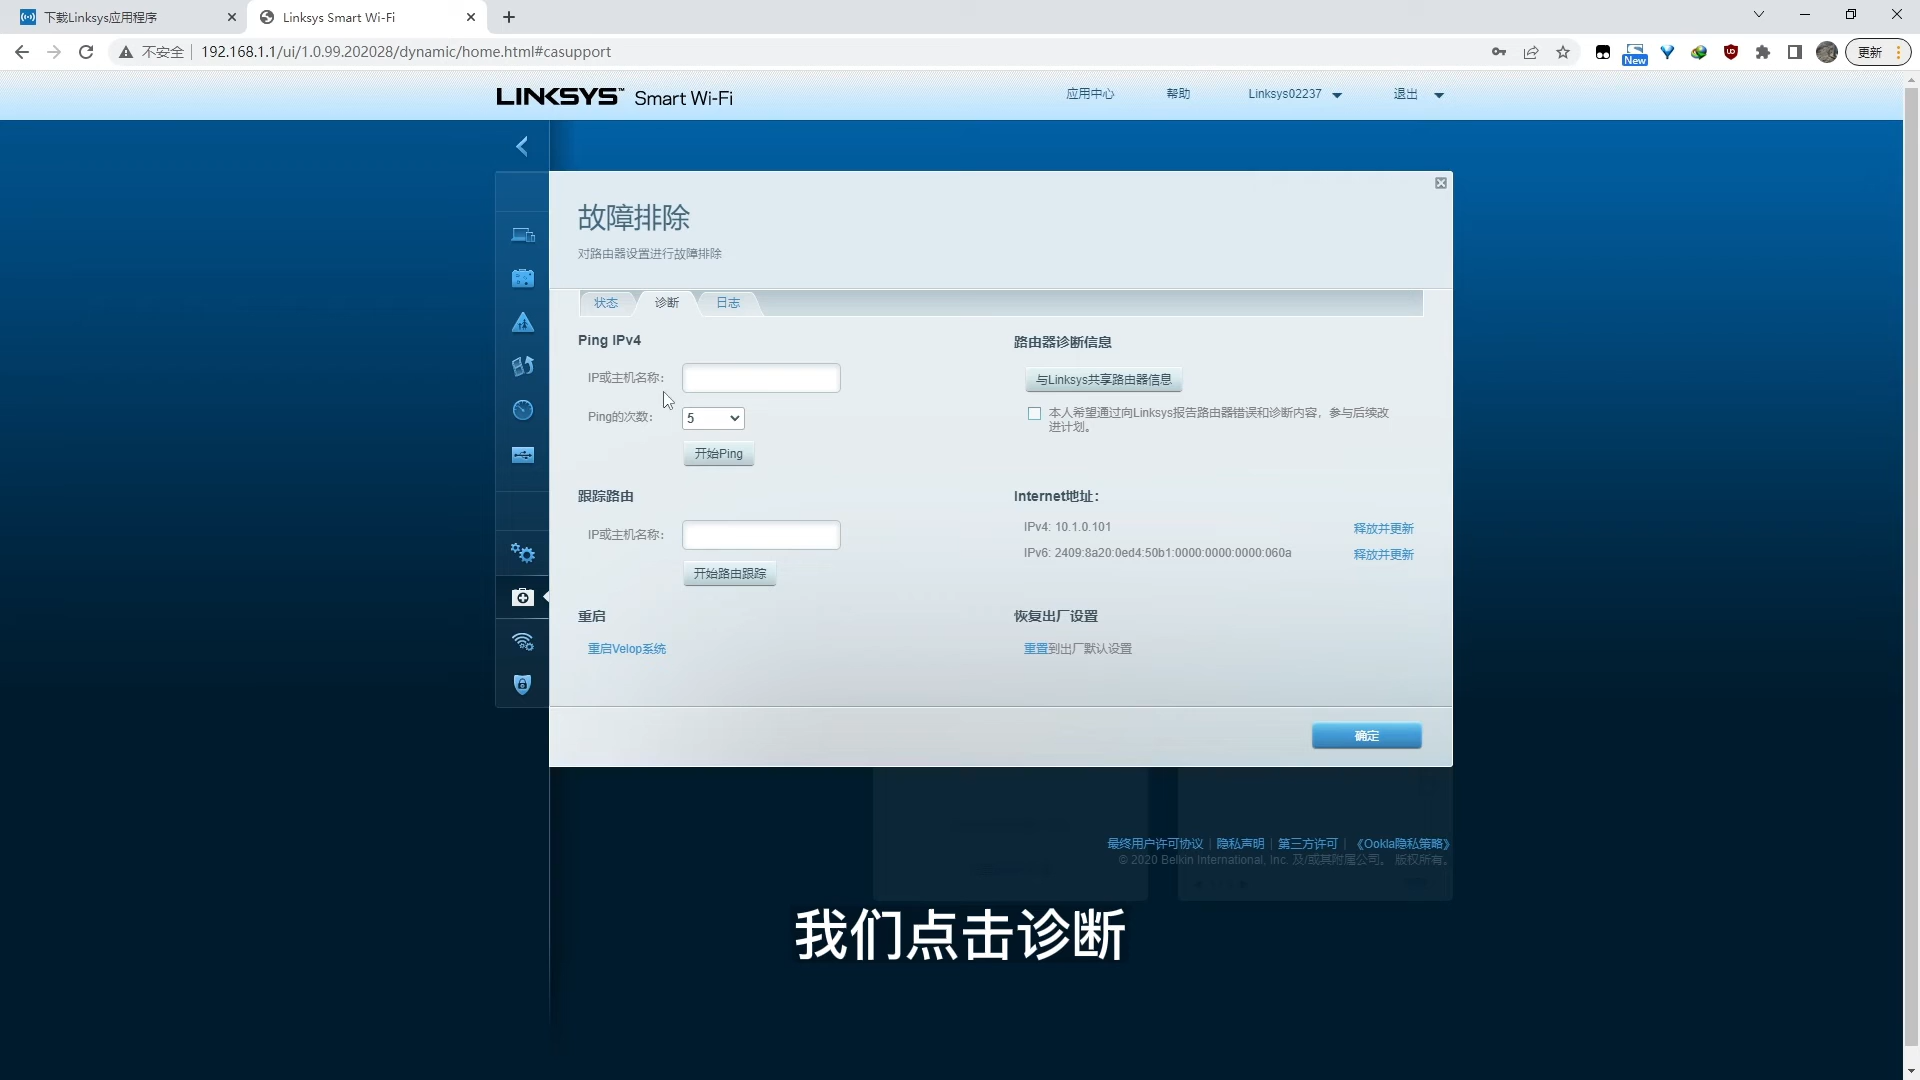 下载Linksys应用程序
Linksys Smart Wi-Fi
不安全
192.168.1.1/ui/1.0.99.202028/dynamic/home.html#casupport
New
更新
LINKSYS™ Smart Wi-Fi
应用中心
帮助
Linksys02237
退出
故障排除
对路由器设置进行故障排除
状态
诊断
日志
Ping IPv4
IP或主机名称：
Ping的次数：
5
开始Ping
路由器诊断信息
与Linksys共享路由器信息
本人希望通过向Linksys报告路由器错误和诊断内容，参与后续改
进计划。
跟踪路由
IP或主机名称：
开始路由跟踪
Internet地址：
IPv4: 10.1.0.101
释放并更新
IPv6: 2409:8a20:0ed4:50b1:0000:0000:0000:060a
释放并更新
重启
重启Velop系统
恢复出厂设置
重置到出厂默认设置
确定
最终用户许可协议 | 隐私声明 | 第三方许可 | 《Ookla隐私策略》
© 2020 Belkin International, Inc. 及/或其附属公司。 版权所有。
我们点击诊断